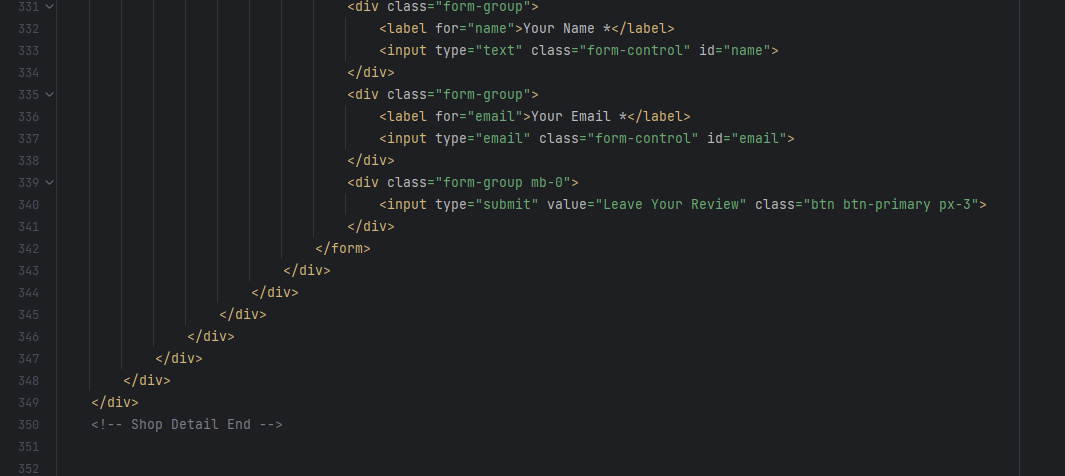 331 <div class="form-group">
332 <label for="name">Your Name *</label>
333 <input type="text" class="form-control" id="name">
334 </div>
335 <div class="form-group">
336 <label for="email">Your Email *</label>
337 <input type="email" class="form-control" id="email">
338 </div>
339 <div class="form-group mb-0">
340 <input type="submit" value="Leave Your Review" class="btn btn-primary px-3">
341 </div>
342 </form>
343 </div>
344 </div>
345 </div>
346 </div>
347 </div>
348 </div>
349 </div>
350 <!-- Shop Detail End -->
351
352